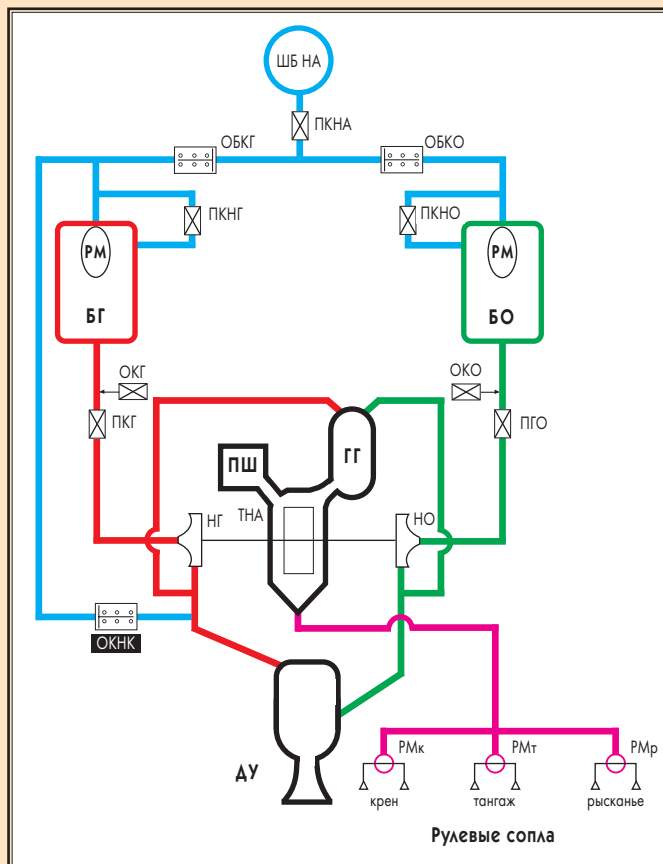 ШБ НА
ПКНА
ОБКГ
ОБКО
ПКНГ
ПКНО
РМ
РМ
БГ
БО
ОКГ
ОКО
ПКГ
ПГО
ПШ
ГГ
НГ
ТНА
НО
ОКНК
ДУ
РМк
РМт
РМр
крен
тангаж
рысканье
Рулевые сопла